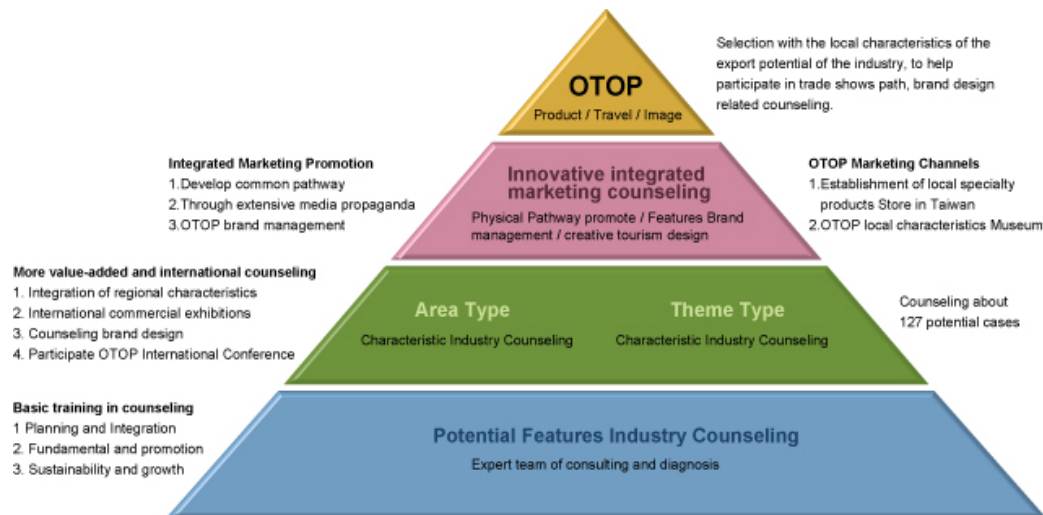 OTOP
Product / Travel / Image
Selection with the local characteristics of the
export potential of the industry, to help
participate in trade shows path, brand design
related counseling.
Integrated Marketing Promotion
1.Develop common pathway
2.Through extensive media propaganda
3.OTOP brand management
Innovative integrated
marketing counseling
Physical Pathway promote / Features Brand
management / creative tourism design
OTOP Marketing Channels
1.Establishment of local specialty
products Store in Taiwan
2.OTOP local characteristics Museum
More value-added and international counseling
1. Integration of regional characteristics
2. International commercial exhibitions
3. Counseling brand design
4. Participate OTOP International Conference
Area Type
Characteristic Industry Counseling
Theme Type
Characteristic Industry Counseling
Counseling about
127 potential cases
Basic training in counseling
1 Planning and Integration
2. Fundamental and promotion
3. Sustainability and growth
Potential Features Industry Counseling
Expert team of consulting and diagnosis